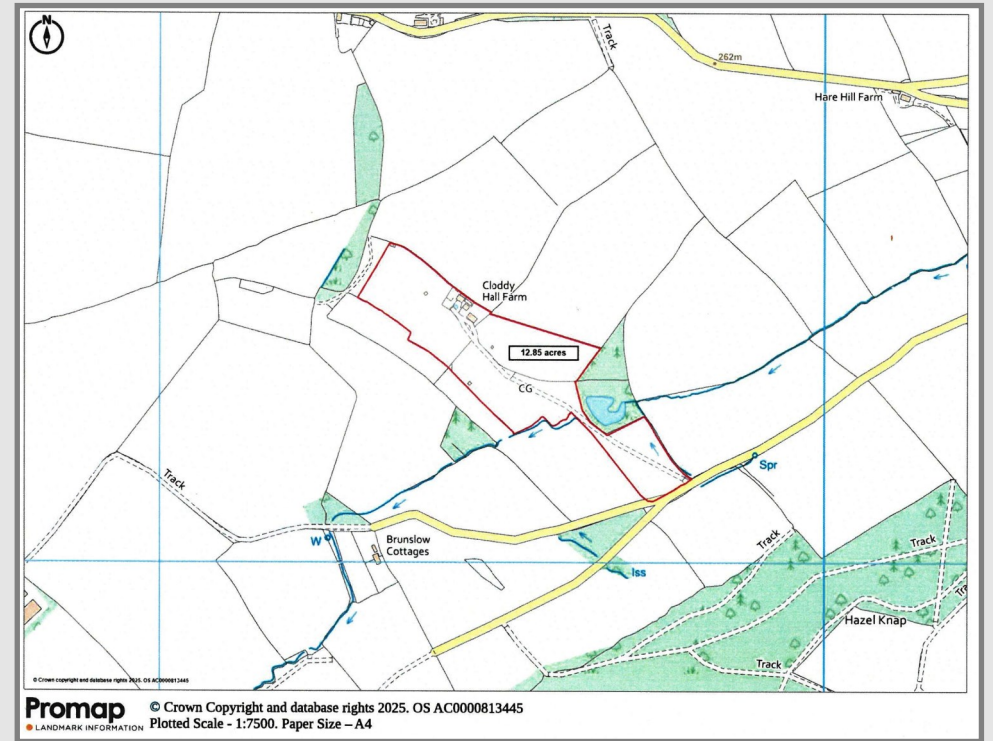 N
Track
262m
Hare Hill Farm
Cloddy
Hall Farm
12.85 acres
CG
Spr
Track
W
Brunslow
Cottages
Iss
Track
Track
Hazel Knap
Track
© Crown copyright and database rights 2025. OS AC0000813445
Promap
LANDMARK INFORMATION
© Crown Copyright and database rights 2025. OS AC0000813445
Plotted Scale - 1:7500. Paper Size – A4